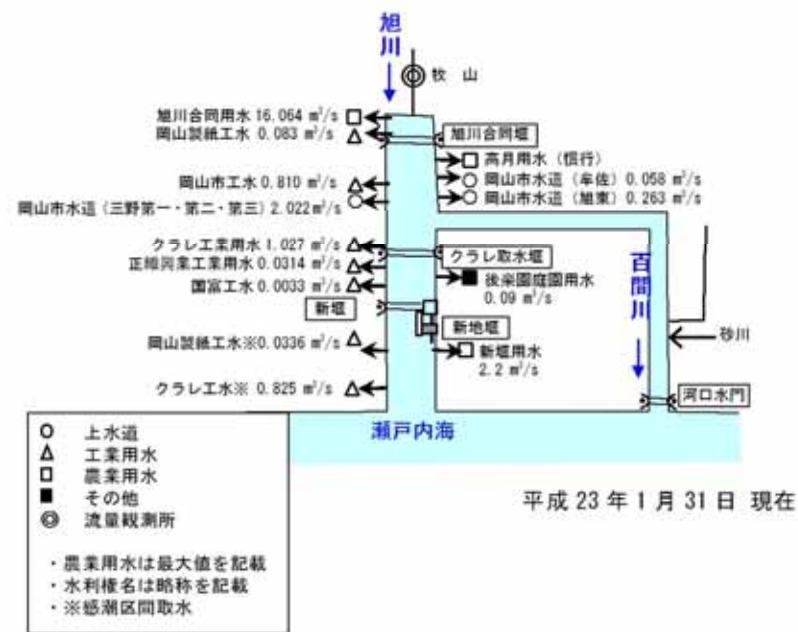 旭川
牧 山
旭川合同用水 16.064 m³/s
岡山製紙工水 0.083 m³/s
旭川合同堰
高月用水（慣行）
岡山市水道（牟佐）0.058 m³/s
岡山市水道（旭東）0.263 m³/s
岡山市工水 0.810 m³/s
岡山市水道（三野第一・第二・第三）2.022m³/s
クラレ工業用水 1.027 m³/s
正織興業工業用水 0.0314 m³/s
国富工水 0.0033 m³/s
クラレ取水堰
後楽園庭園用水
0.09 m³/s
百間川
新堰
新地堰
砂川
岡山製紙工水※0.0336 m³/s
新堰用水
2.2 m³/s
クラレ工水※ 0.825 m³/s
河口水門
瀬戸内海
上水道
工業用水
農業用水
その他
流量観測所
・農業用水は最大値を記載
・水利権名は略称を記載
・※感潮区間取水
平成 23 年 1 月 31 日 現在